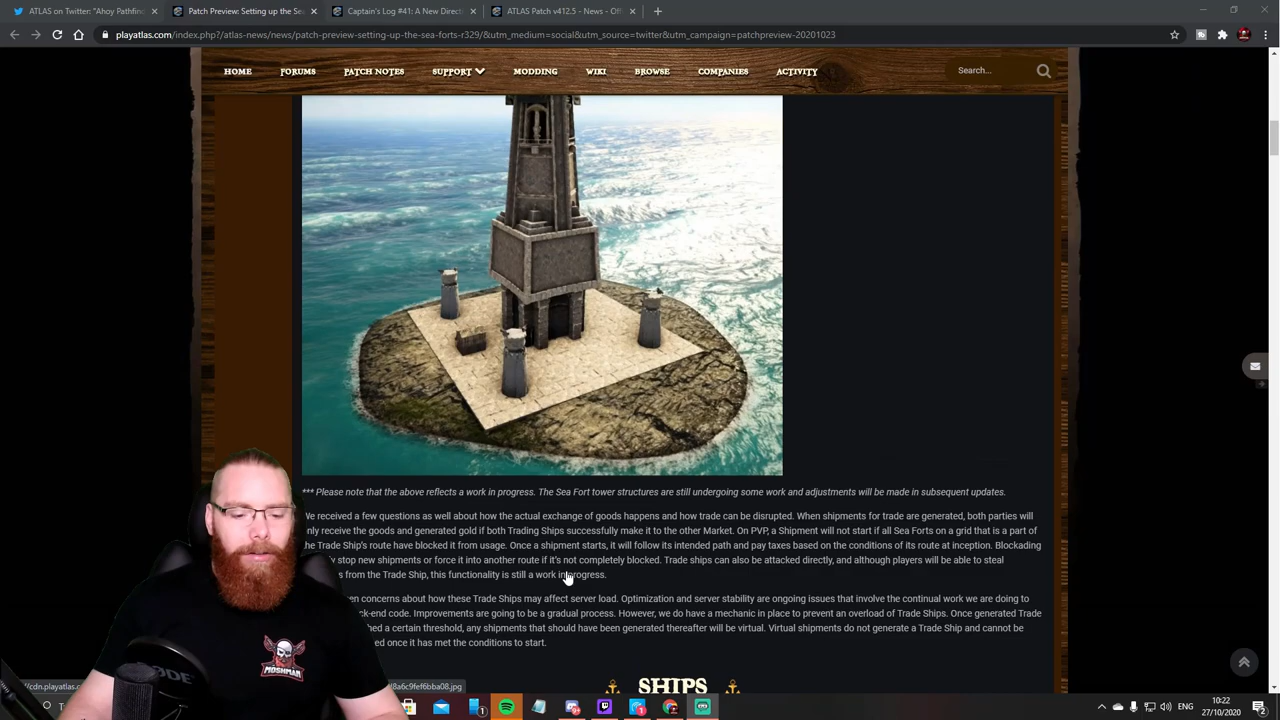 ATLAS on Twitter: "Ahoy Pathfin
Patch Preview - Setting up the S
Captain's Log #41: A New Direct
Patch v412.5 - News - Official A
playatlas.com/atlas-news/news/patch-preview-setting-up-the-sea-forts-r329/&utm_medium=social&utm_source=twitter&utm_campaign=patchpreview-20201023
HOME FORUMS PATCH NOTES SUPPORT MODDING WIKI BROWSE COMPANIES ACTIVITY Search...
*** Please note that the above reflects a work in progress. The Sea Fort tower structures are still undergoing some work and adjustments will be made in subsequent updates.
We received a few questions as well about how the actual exchange of goods happens and how trade can be disrupted. When shipments for trade are generated, both parties will
only receive the goods and generated gold if both Trading Ships successfully make it to the other Market. On PVP, a Shipment will not start if all Sea Forts on a grid that is a part of
the Trade Ship's route have blocked it from usage. Once a shipment starts, it will follow its intended path and pay taxes based on the conditions of its route at inception. Blockading
stop new shipments or force it into another route if it's not completely blocked. Trade ships can also be attacked directly, and although players will be able to steal
from the Trade Ship, this functionality is still a work in progress.
concerns about how these Trade Ships may affect server load. Optimization and server stability are ongoing issues that involve the continual work we are doing to
code. Improvements are going to be a gradual process. However, we do have a mechanic in place to prevent an overload of Trade Ships. Once generated Trade
a certain threshold, any shipments that should have been generated thereafter will be virtual. Virtual shipments do not generate a Trade Ship and cannot be
once it has met the conditions to start.
SHIPS
MOSHMAN
ENG
10:22
27/10/2020